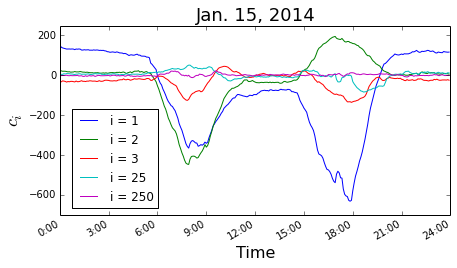 Jan. 15, 2014
200
0
−200
−400
−600
c_i
i = 1
i = 2
i = 3
i = 25
i = 250
0:00 3:00 6:00 9:00 12:00 15:00 18:00 21:00 24:00
Time